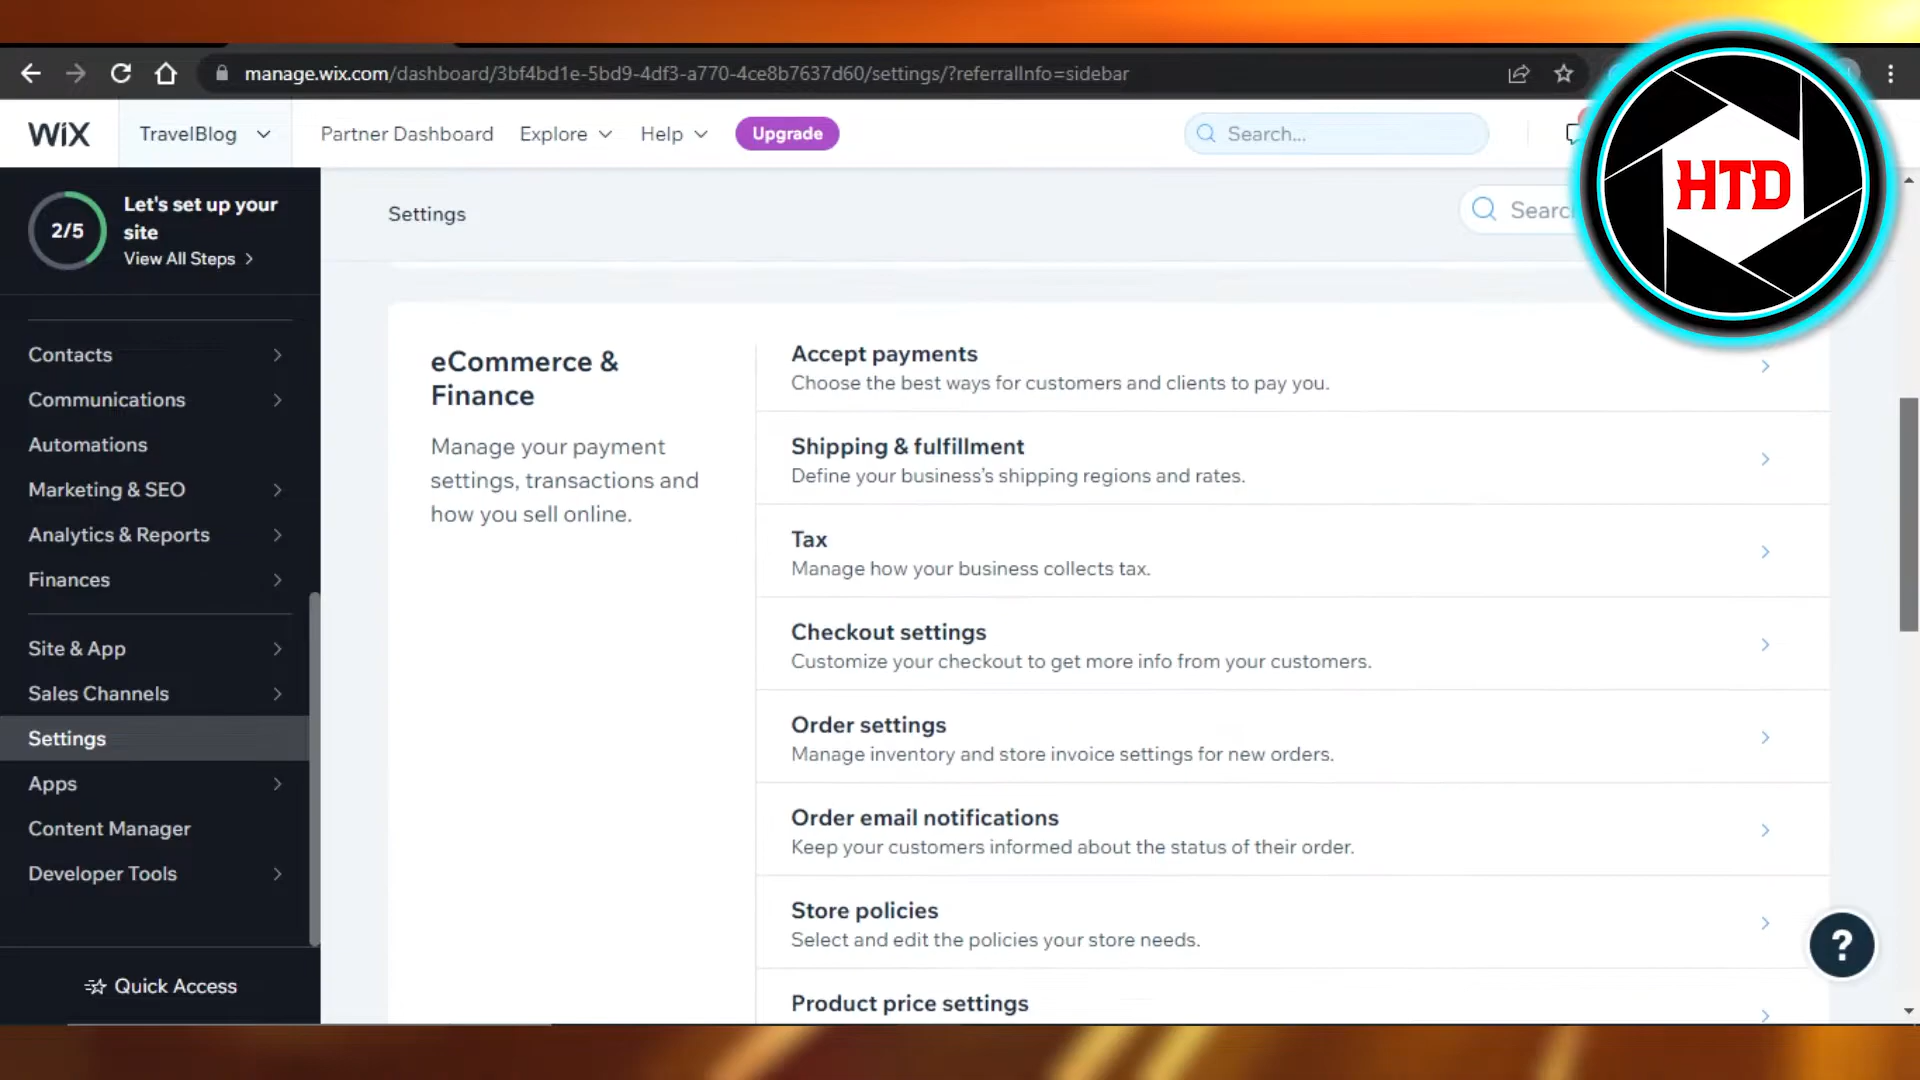 manage.wix.com/dashboard/3bf4bd1e-5bd9-4df3-a770-4ce8b7637d60/settings/?referralInfo=sidebar
WiX
TravelBlog
Partner Dashboard
Explore
Help
Upgrade
Search...
HTD
2/5
Let's set up your
site
View All Steps
Settings
Search
Contacts
Communications
Automations
Marketing & SEO
Analytics & Reports
Finances
Site & App
Sales Channels
Settings
Apps
Content Manager
Developer Tools
Quick Access
eCommerce &
Finance
Manage your payment
settings, transactions and
how you sell online.
Accept payments
Choose the best ways for customers and clients to pay you.
Shipping & fulfillment
Define your business's shipping regions and rates.
Tax
Manage how your business collects tax.
Checkout settings
Customize your checkout to get more info from your customers.
Order settings
Manage inventory and store invoice settings for new orders.
Order email notifications
Keep your customers informed about the status of their order.
Store policies
Select and edit the policies your store needs.
Product price settings
?